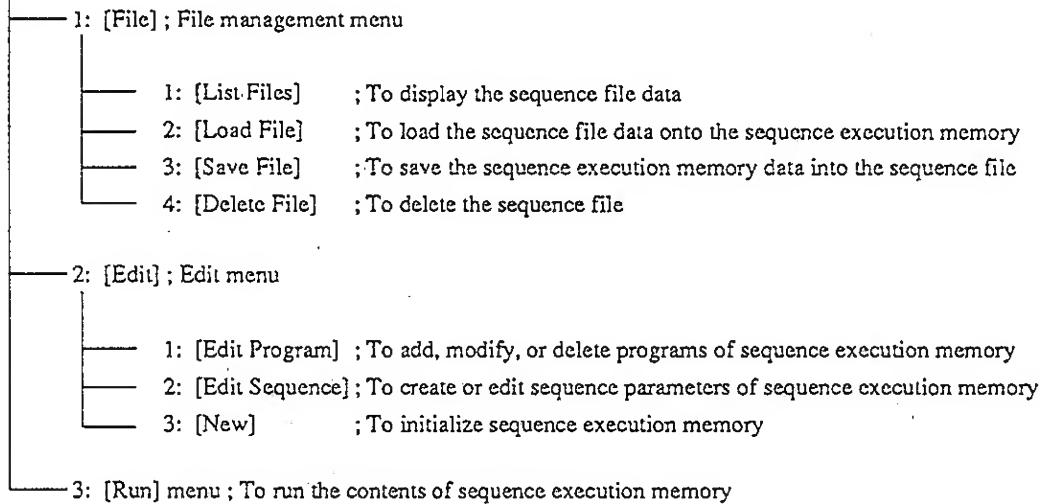 1: [File] ; File management menu
1: [List Files] ; To display the sequence file data
2: [Load File] ; To load the sequence file data onto the sequence execution memory
3: [Save File] ; To save the sequence execution memory data into the sequence file
4: [Delete File] ; To delete the sequence file
2: [Edit] ; Edit menu
1: [Edit Program] ; To add, modify, or delete programs of sequence execution memory
2: [Edit Sequence] ; To create or edit sequence parameters of sequence execution memory
3: [New] ; To initialize sequence execution memory
3: [Run] menu ; To run the contents of sequence execution memory